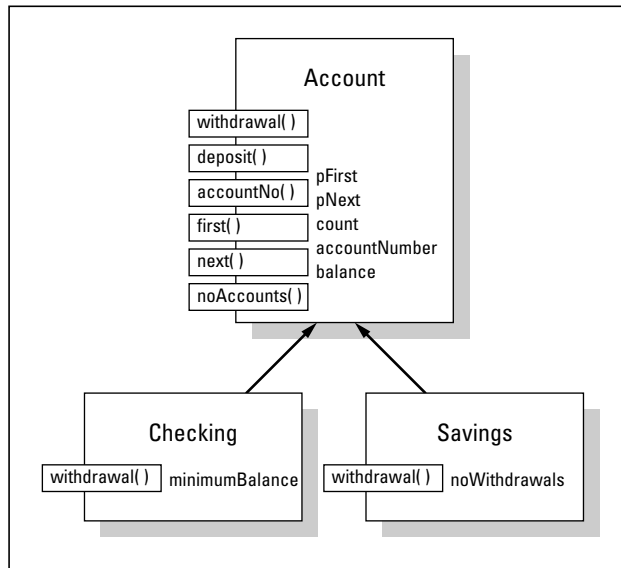 Account
withdrawal( )
deposit( )
accountNo( )
first( )
next( )
noAccounts( )
pFirst
pNext
count
accountNumber
balance
Checking
withdrawal( )
minimumBalance
Savings
withdrawal( )
noWithdrawals